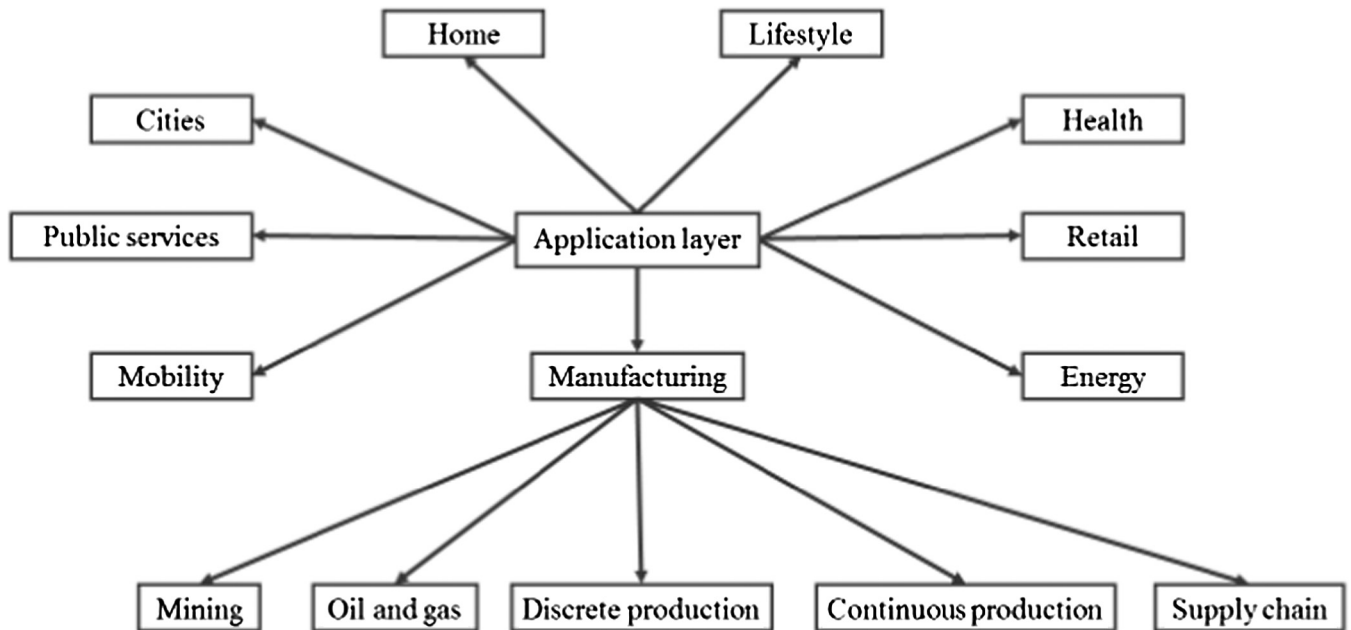 Home
Lifestyle
Cities
Health
Public services
Application layer
Retail
Mobility
Manufacturing
Energy
Mining
Oil and gas
Discrete production
Continuous production
Supply chain